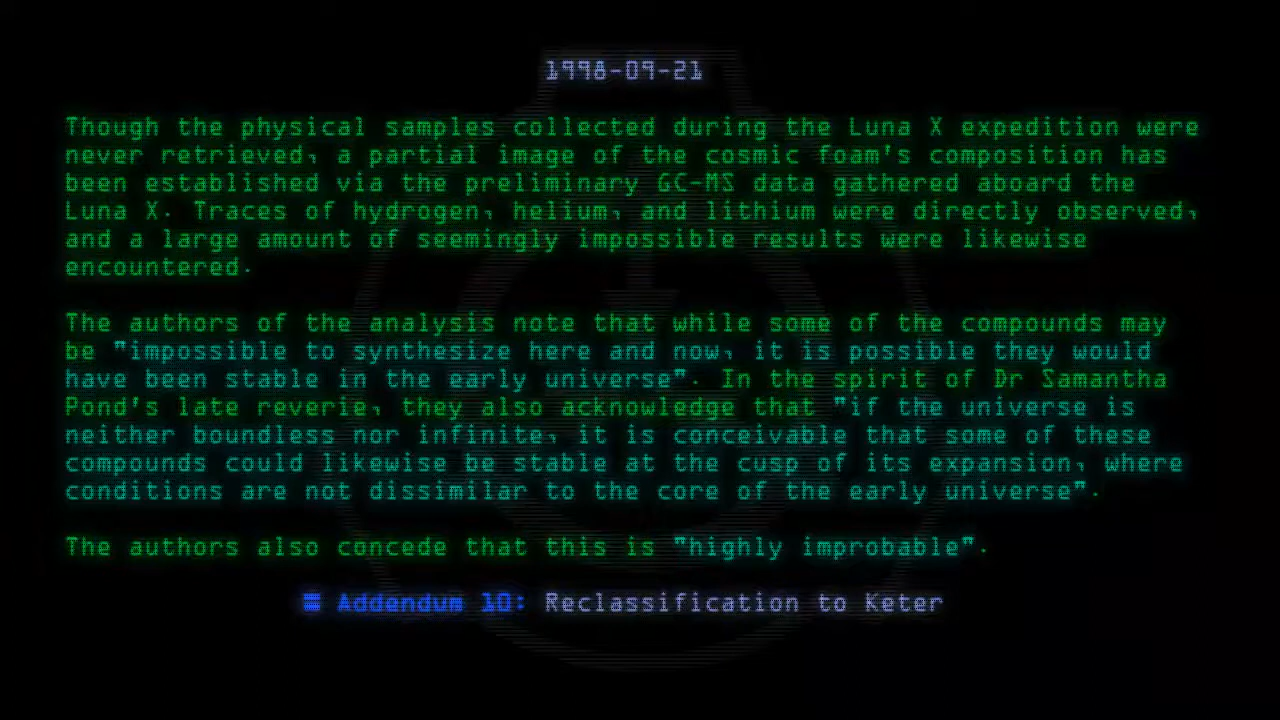 1998-09-21
Though the physical samples collected during the Luna X expedition were
never retrieved, a partial image of the cosmic foam's composition has
been established via the preliminary GC-MS data gathered aboard the
Luna X. Traces of hydrogen, helium, and lithium were directly observed,
and a large amount of seemingly impossible results were likewise
encountered.
The authors of the analysis note that while some of the compounds may
be "impossible to synthesize here and now, it is possible they would
have been stable in the early universe". In the spirit of Dr Samantha
Pond's late reverie, they also acknowledge that "if the universe is
neither boundless nor infinite, it is conceivable that some of these
compounds could likewise be stable at the cusp of its expansion, where
conditions are not dissimilar to the core of the early universe".
The authors also concede that this is "highly improbable".
Addendum 10: Reclassification to Keter